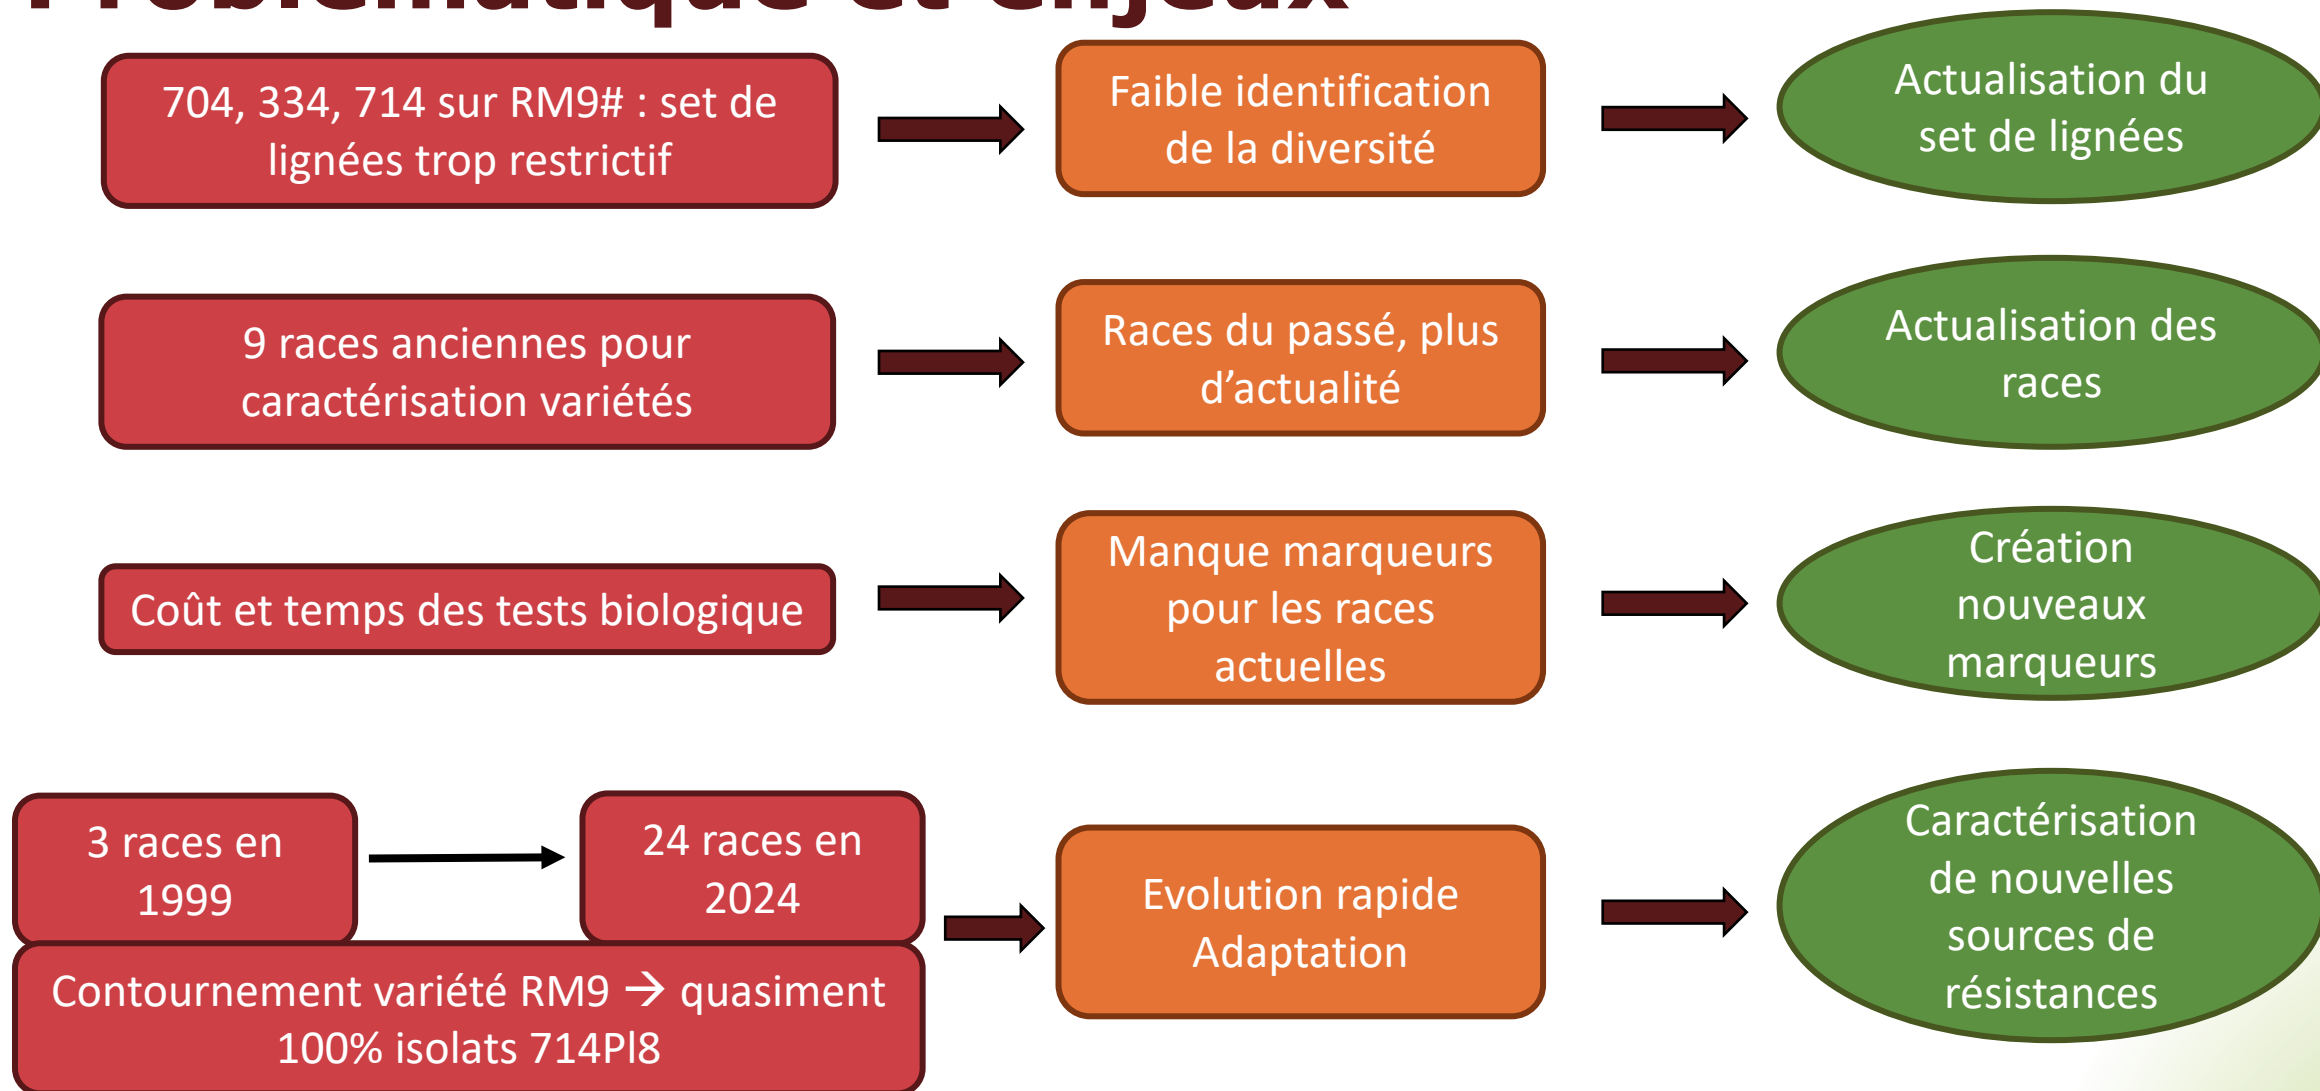 Problématique et enjeux
704, 334, 714 sur RM9# : set de
lignées trop restrictif
Faible identification
de la diversité
Actualisation du
set de lignées
9 races anciennes pour
caractérisation variétés
Races du passé, plus
d’actualité
Actualisation des
races
Coût et temps des tests biologique
Manque marqueurs
pour les races
actuelles
Création
nouveaux
marqueurs
3 races en
1999
24 races en
2024
Contournement variété RM9 → quasiment
100% isolats 714Pl8
Evolution rapide
Adaptation
Caractérisation
de nouvelles
sources de
résistances